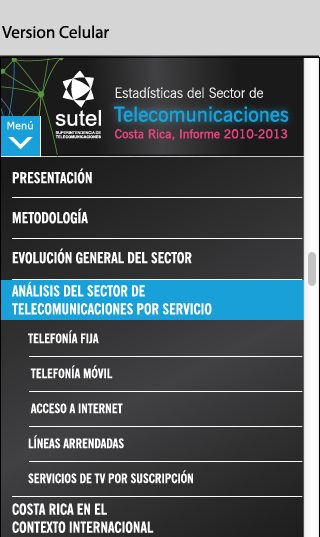 Version Celular
Estadísticas del Sector de
Telecomunicaciones
Costa Rica, Informe 2010-2013
sutel
SUPERINTENDENCIA DE
TELECOMUNICACIONES
Menú
PRESENTACIÓN
METODOLOGÍA
EVOLUCIÓN GENERAL DEL SECTOR
ANÁLISIS DEL SECTOR DE
TELECOMUNICACIONES POR SERVICIO
TELEFONÍA FIJA
TELEFONÍA MÓVIL
ACCESO A INTERNET
LÍNEAS ARRENDADAS
SERVICIOS DE TV POR SUSCRIPCIÓN
COSTA RICA EN EL
CONTEXTO INTERNACIONAL